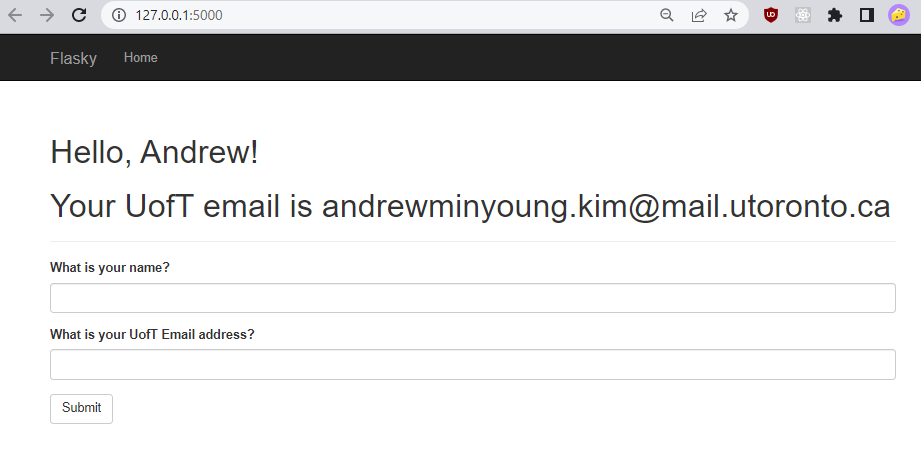 127.0.0.1:5000
Flasky Home
Hello, Andrew!
Your UofT email is andrewminyoung.kim@mail.utoronto.ca
What is your name?
What is your UofT Email address?
Submit